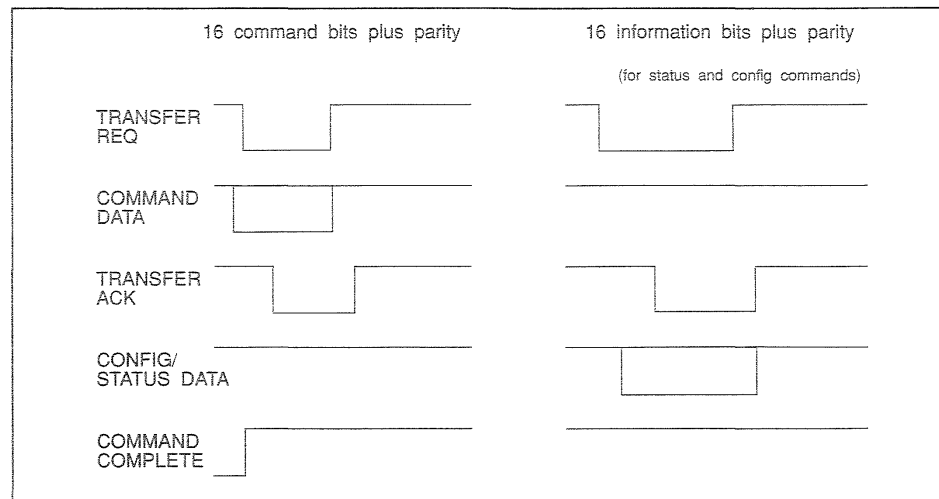 16 command bits plus parity
16 information bits plus parity
(for status and config commands)
TRANSFER
REQ
COMMAND
DATA
TRANSFER
ACK
CONFIG/
STATUS DATA
COMMAND
COMPLETE